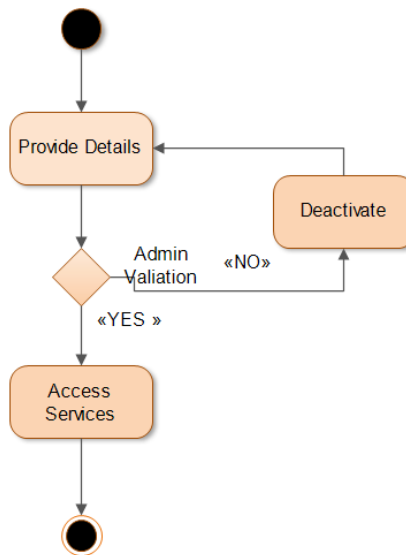 Provide Details
Deactivate
Admin
Valiation
«NO»
«YES »
Access
Services